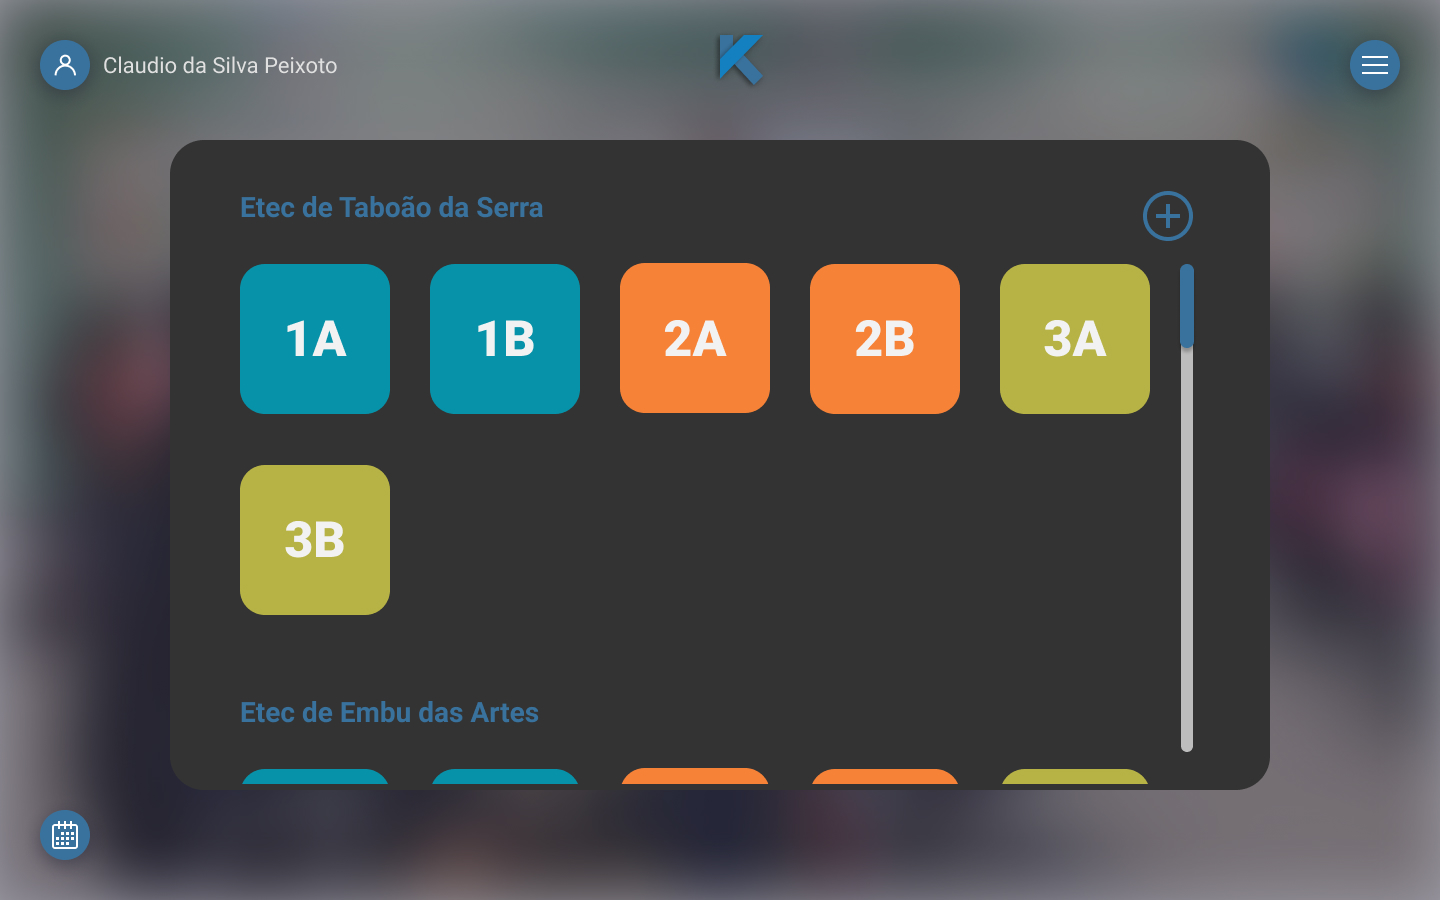 Claudio da Silva Peixoto
Etec de Taboão da Serra
1A
1B
2A
2B
3A
3B
Etec de Embu das Artes